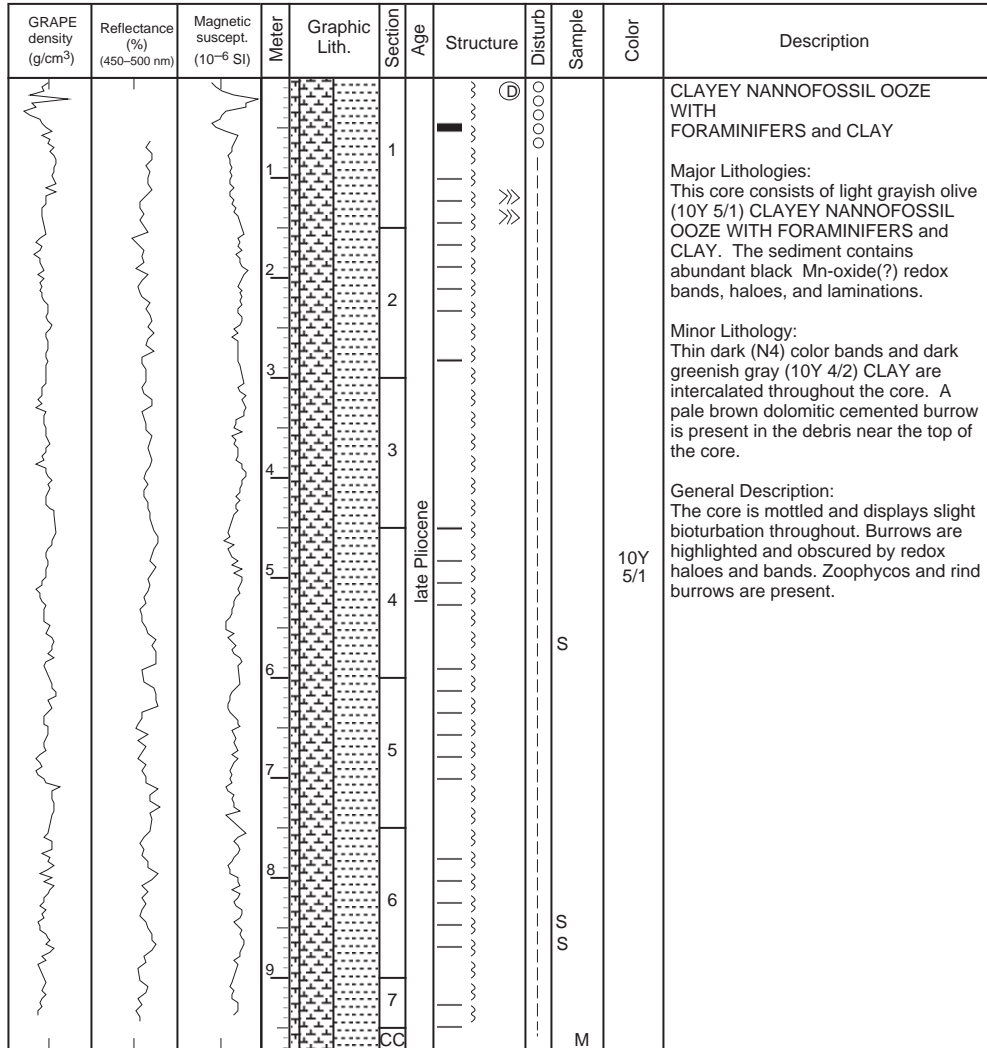 GRAPE
density
(g/cm3)
Reflectance
(%)
(450–500 nm)
Magnetic
suscept.
(10–6 SI)
Meter
Graphic
Lith.
Section
Age
Structure
Disturb
Sample
Color
Description
1
2
3
4
5
6
7
8
9
1
2
3
4
5
6
7
CC
late Pliocene
D
S
S
S
M
10Y
5/1
CLAYEY NANNOFOSSIL OOZE
WITH
FORAMINIFERS and CLAY
Major Lithologies:
This core consists of light grayish olive
(10Y 5/1) CLAYEY NANNOFOSSIL
OOZE WITH FORAMINIFERS and
CLAY. The sediment contains
abundant black Mn-oxide(?) redox
bands, haloes, and laminations.
Minor Lithology:
Thin dark (N4) color bands and dark
greenish gray (10Y 4/2) CLAY are
intercalated throughout the core. A
pale brown dolomitic cemented burrow
is present in the debris near the top of
the core.
General Description:
The core is mottled and displays slight
bioturbation throughout. Burrows are
highlighted and obscured by redox
haloes and bands. Zoophycos and rind
burrows are present.